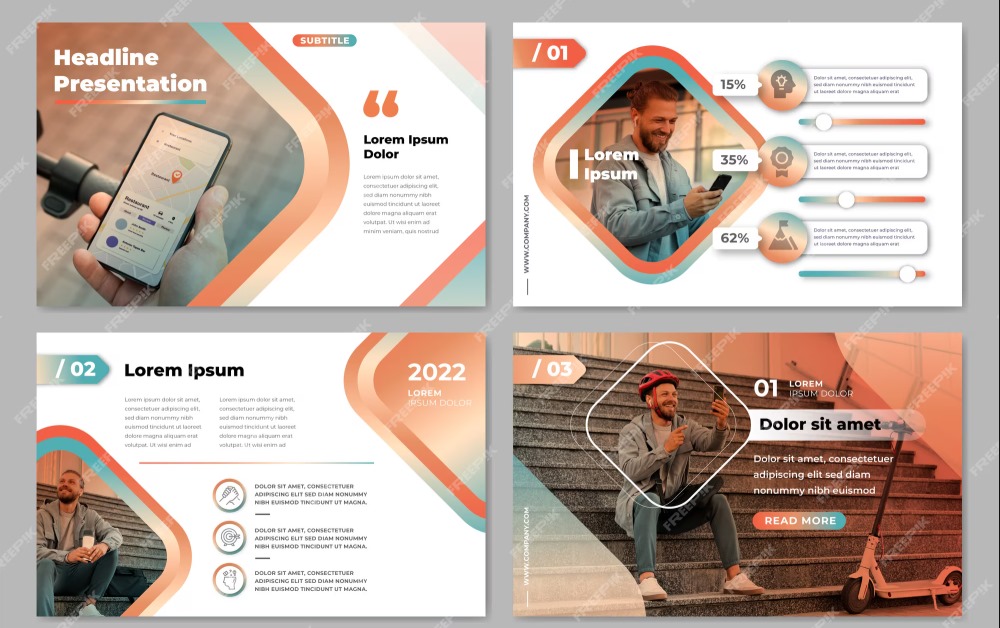 Headline
Presentation
SUBTITLE
Lorem Ipsum
Dolor
Lorem ipsum dolor sit amet,
consectetuer adipiscing
elit, sed diam nonummy
nibh euismod tincidunt ut
laoreet dolore magna
aliquam erat volutpat
volutpat. Ut wisi enim ad
minim veniam, quis nostrud
Restaurant
Restaurant
/ 01
Lorem
Ipsum
15%
Dolor sit amet, consectetuer adipiscing elit,
sed diam nonummy nibh euismod tincidunt
ut laoreet dolore magna aliquam erat
35%
Dolor sit amet, consectetuer adipiscing elit,
sed diam nonummy nibh euismod tincidunt
ut laoreet dolore magna aliquam erat
62%
Dolor sit amet, consectetuer adipiscing elit,
sed diam nonummy nibh euismod tincidunt
ut laoreet dolore magna aliquam erat
WWW.COMPANY.COM
/ 02
Lorem Ipsum
Lorem ipsum dolor sit amet,
consectetuer adipiscing elit,
sed diam nonummy nibh
euismod tincidunt ut laoreet
dolore magna aliquam erat
volutpat. Ut wisi enim ad
Lorem ipsum dolor sit amet,
consectetuer adipiscing elit,
sed diam nonummy nibh
euismod tincidunt ut laoreet
dolore magna aliquam erat
volutpat. Ut wisi enim ad
2022
LOREM
IPSUM DOLOR
DOLOR SIT AMET, CONSECTETUER
ADIPISCING ELIT SED DIAM NONUMMY
NIBH EUISMOD TINCIDUNT UT MAGNA.
DOLOR SIT AMET, CONSECTETUER
ADIPISCING ELIT SED DIAM NONUMMY
NIBH EUISMOD TINCIDUNT UT MAGNA.
DOLOR SIT AMET, CONSECTETUER
ADIPISCING ELIT SED DIAM NONUMMY
NIBH EUISMOD TINCIDUNT UT MAGNA.
/ 03
01
LOREM
IPSUM DOLOR
Dolor sit amet
Dolor sit amet, consectetuer
adipiscing elit sed diam
nonummy nibh euismod
READ MORE
WWW.COMPANY.COM
FREEPIK